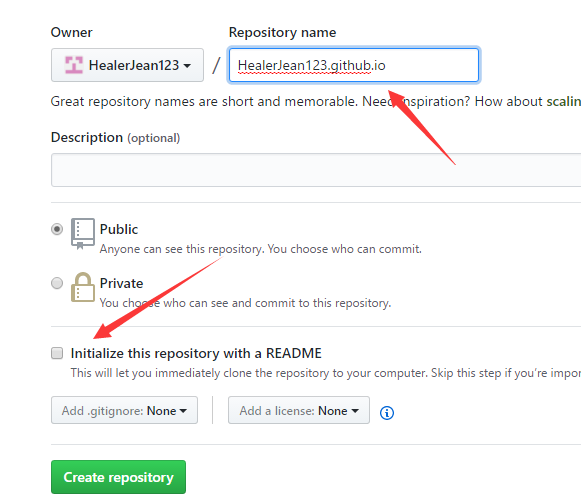 Owner
Repository name
HealerJean123
/
HealerJean123.github.io
Great repository names are short and memorable. Need inspiration? How about
Description (optional)
Public
Anyone can see this repository. You choose who can commit.
Private
You choose who can see and commit to this repository.
Initialize this repository with a README
This will let you immediately clone the repository to your computer. Skip this step if you're
Add .gitignore: None
Add a license: None
Create repository